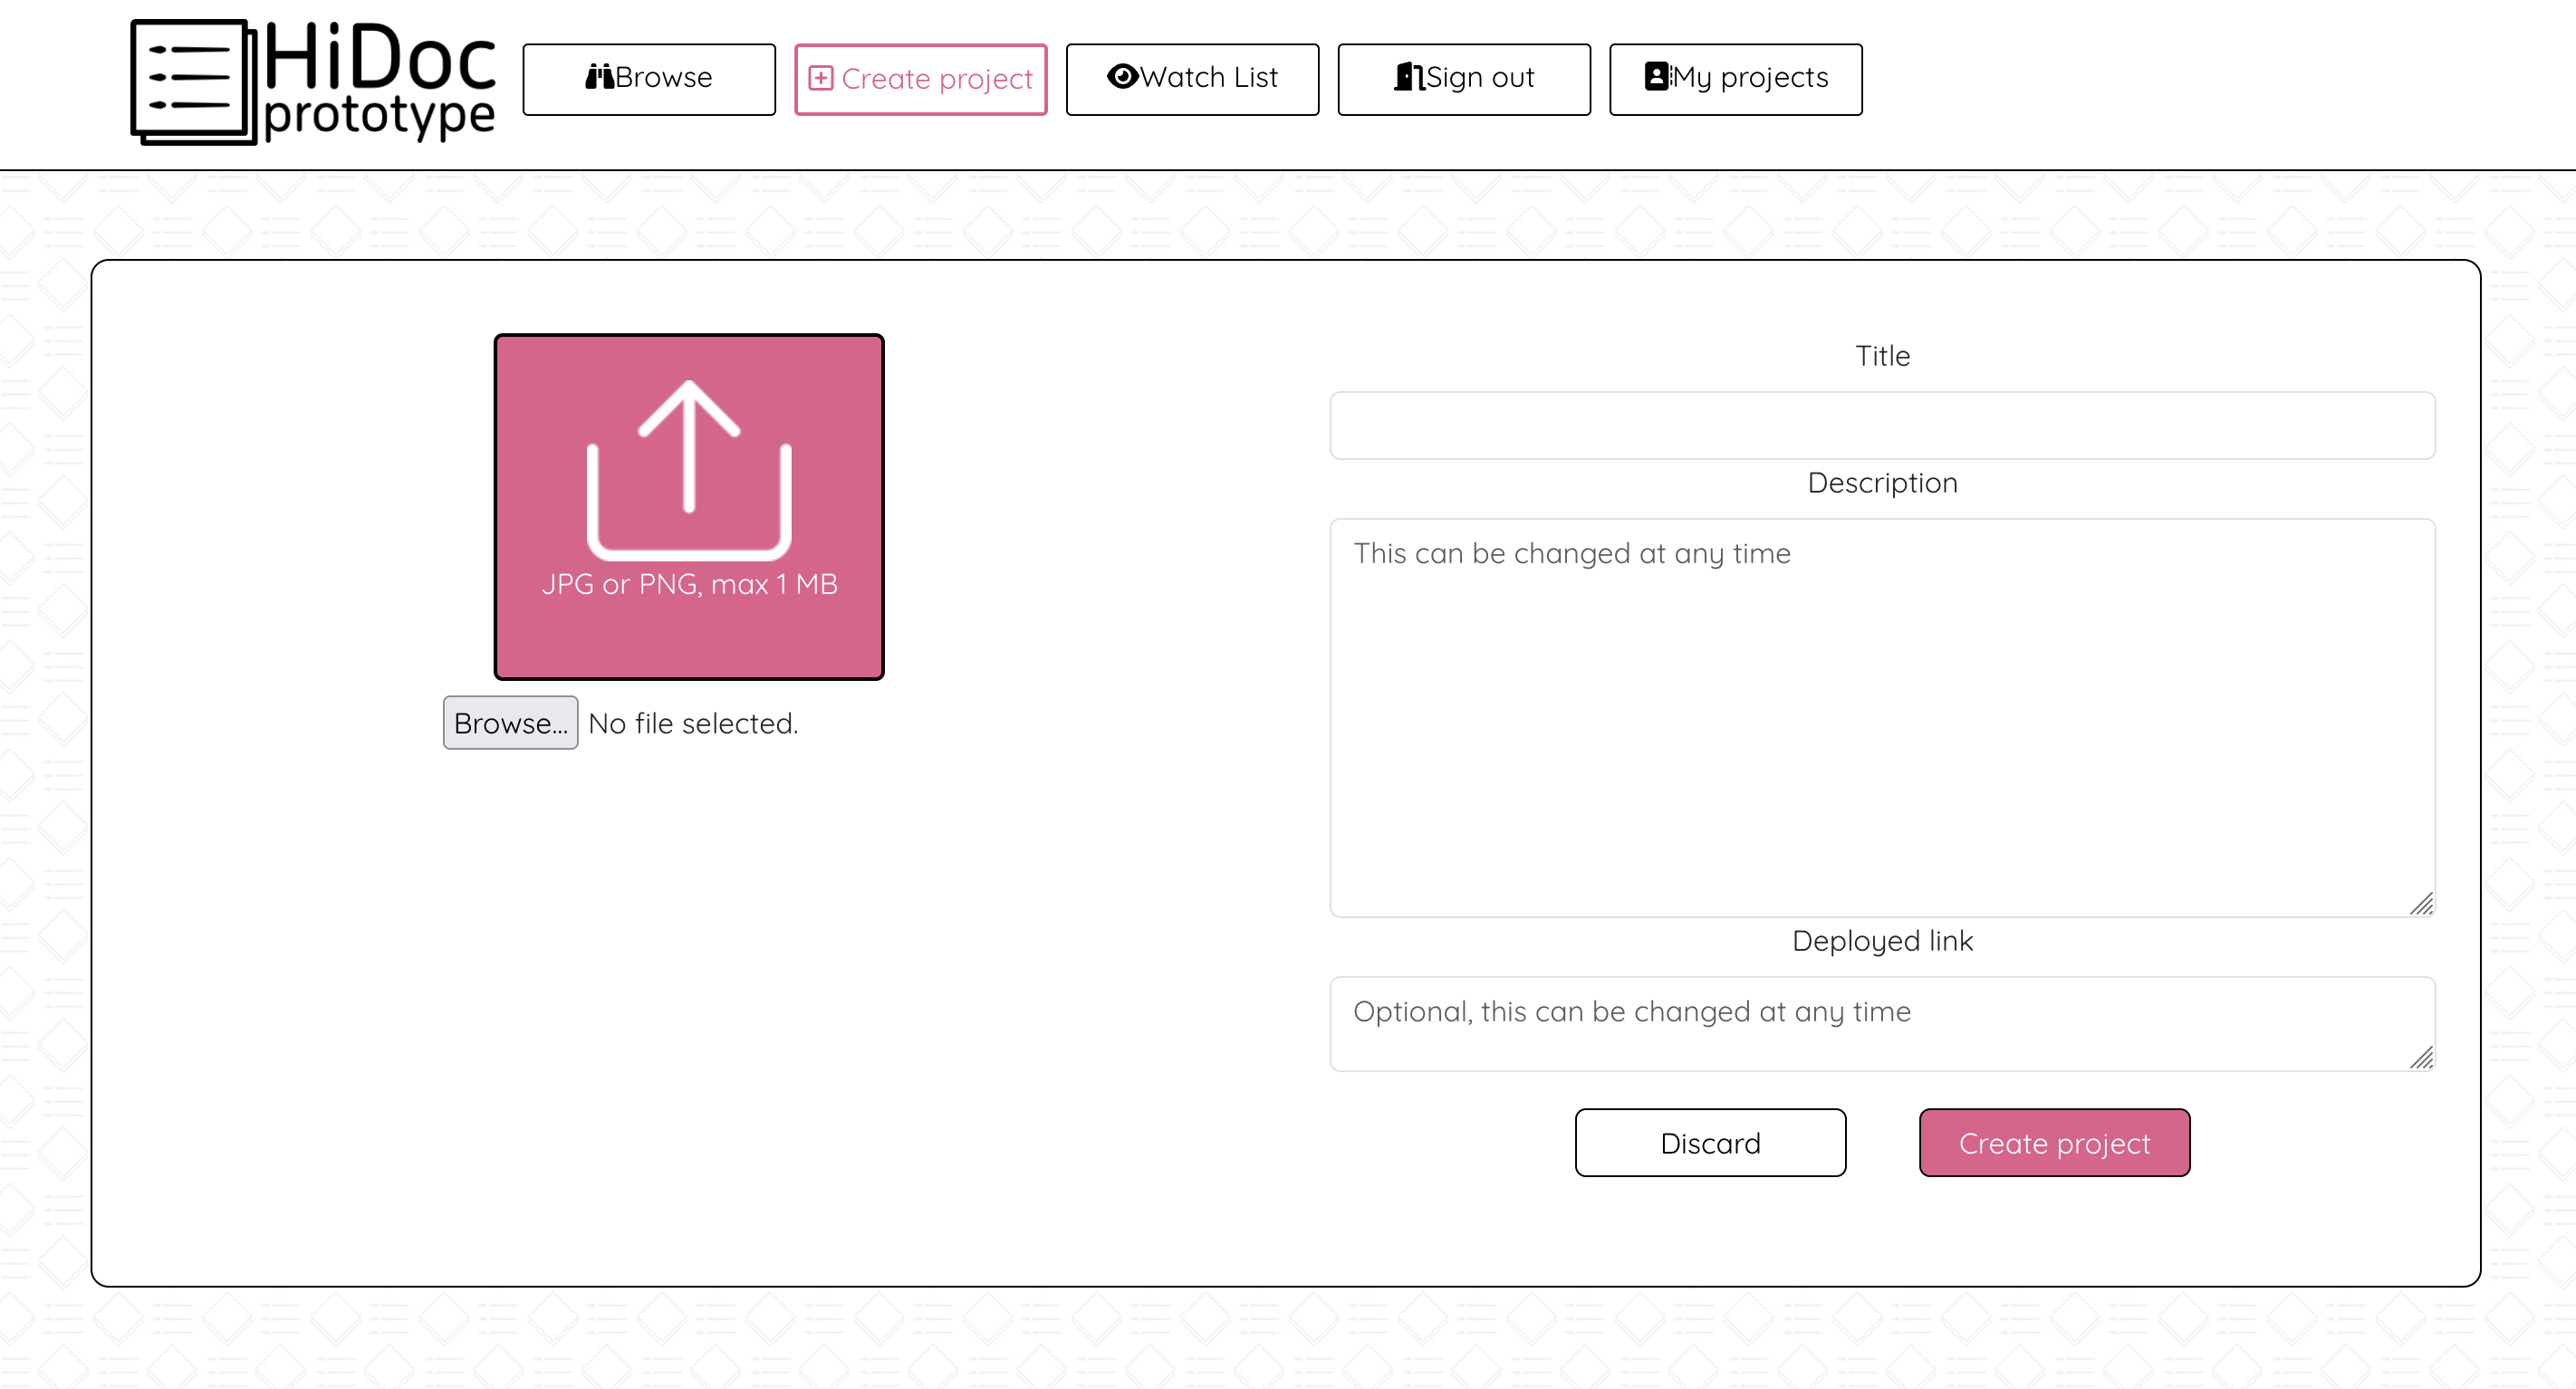 HiDoc
prototype
Browse
Create project
Watch List
Sign out
My projects
JPG or PNG, max 1 MB
Browse...
No file selected.
Title
Description
This can be changed at any time
Deployed link
Optional, this can be changed at any time
Discard
Create project